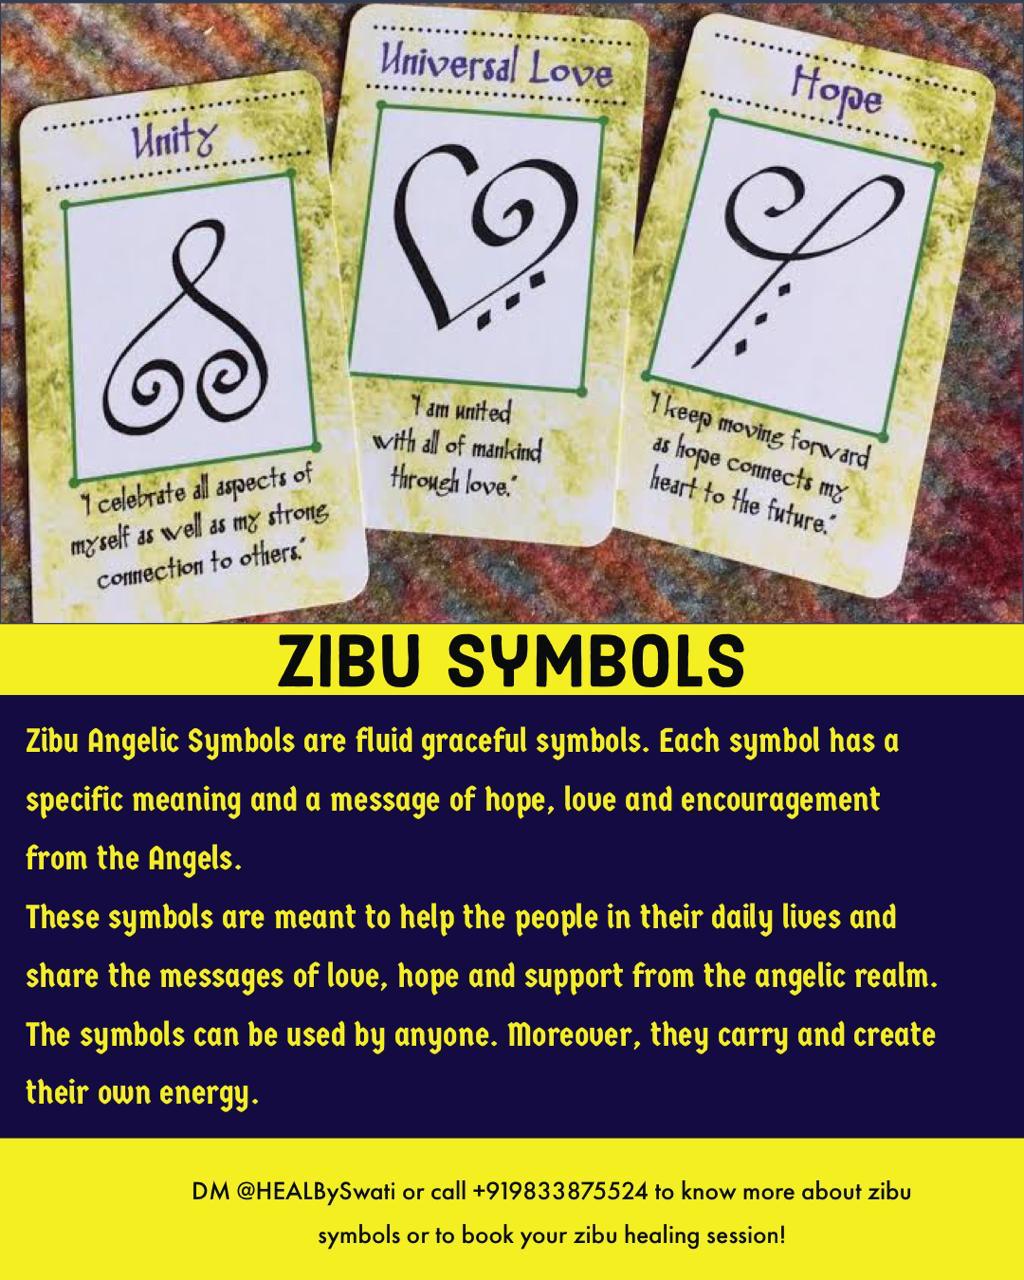 Unity
"I celebrate all aspects of
myself as well as my strong
connection to others."
Universal Love
"I am united
with all of mankind
through love."
Hope
"I keep moving forward
as hope connects my
heart to the future."
ZIBU SYMBOLS
Zibu Angelic Symbols are fluid graceful symbols. Each symbol has a
specific meaning and a message of hope, love and encouragement
from the Angels.
These symbols are meant to help the people in their daily lives and
share the messages of love, hope and support from the angelic realm.
The symbols can be used by anyone. Moreover, they carry and create
their own energy.
DM @HEALBySwati or call +919833875524 to know more about zibu
symbols or to book your zibu healing session!